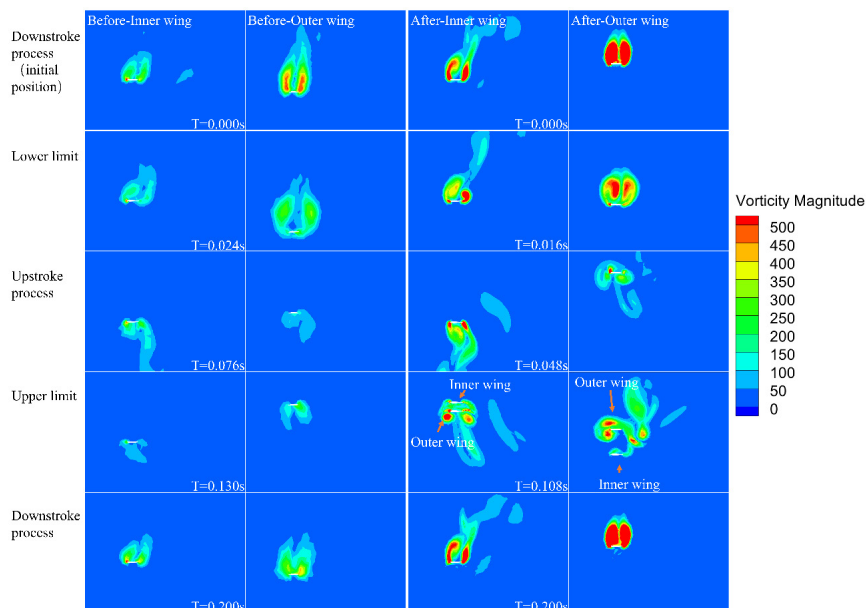 Before-Inner wing
Before-Outer wing
After-Inner wing
After-Outer wing
Downstroke
process
(initial
position)
T=0.000s
T=0.000s
Lower limit
T=0.024s
T=0.016s
Upstroke
process
T=0.076s
T=0.048s
Upper limit
Inner wing
Outer wing
Outer wing
Inner wing
T=0.130s
T=0.108s
Downstroke
process
T=0.200s
T=0.200s
Vorticity Magnitude
500
450
400
350
300
250
200
150
100
50
0